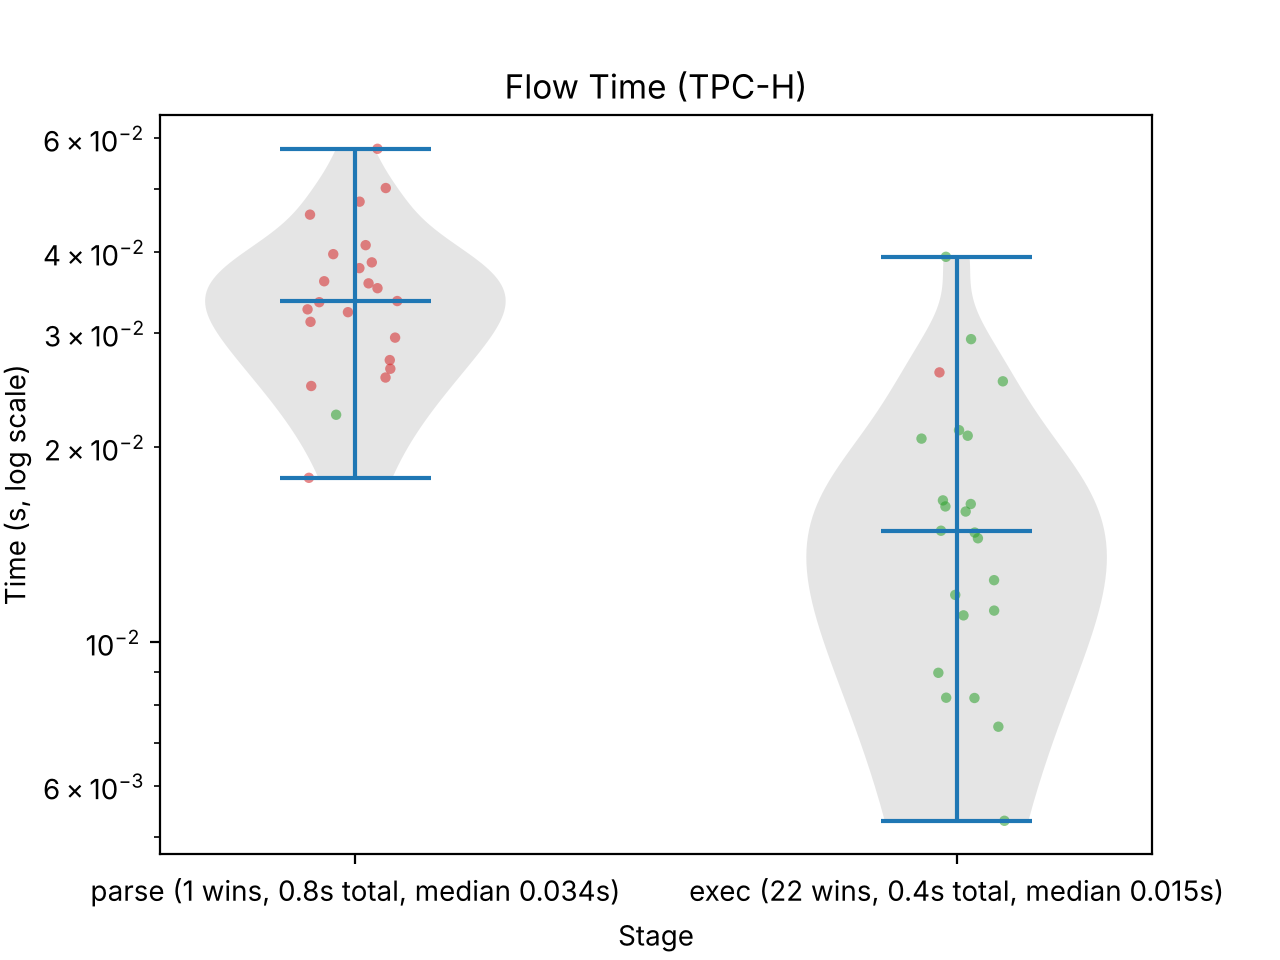 Flow Time (TPC-H)
6 × 10⁻²
4 × 10⁻²
3 × 10⁻²
2 × 10⁻²
10⁻²
6 × 10⁻³
Time (s, log scale)
parse (1 wins, 0.8s total, median 0.034s)
exec (22 wins, 0.4s total, median 0.015s)
Stage